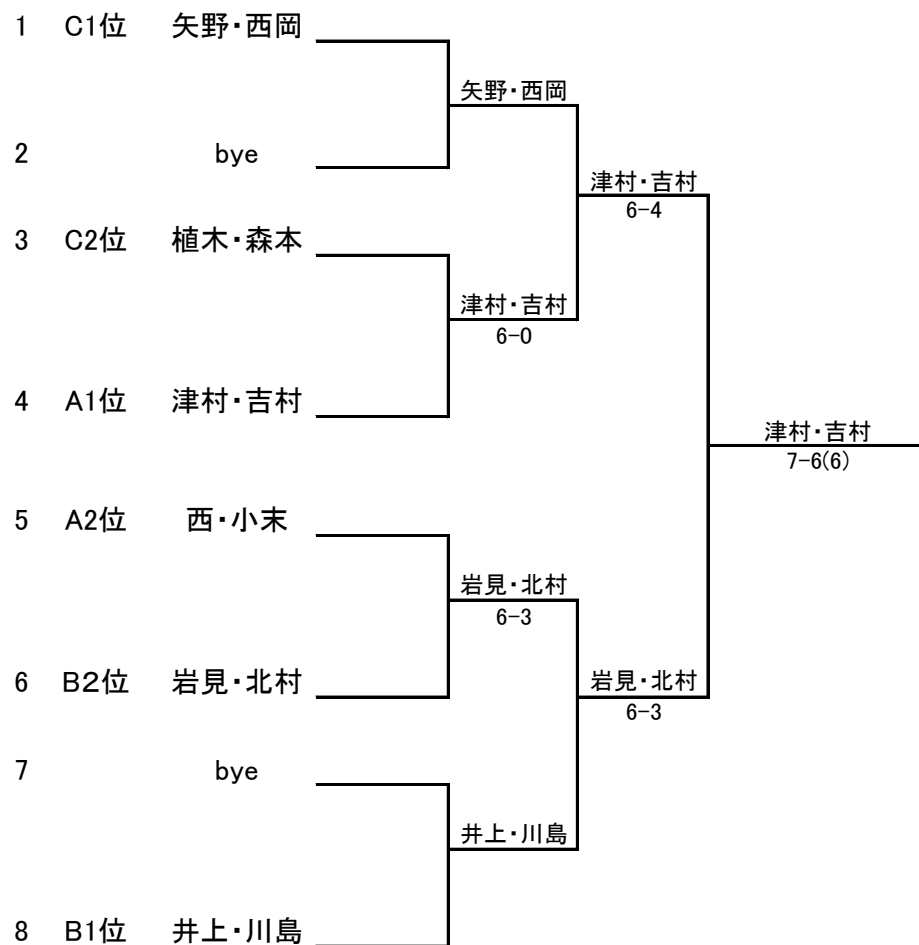 1 C1位 矢野・西岡
矢野・西岡
2 bye
津村・吉村
6-4
3 C2位 植木・森本
津村・吉村
6-0
4 A1位 津村・吉村
津村・吉村
7-6(6)
5 A2位 西・小末
岩見・北村
6-3
6 B2位 岩見・北村
岩見・北村
6-3
7 bye
井上・川島
8 B1位 井上・川島